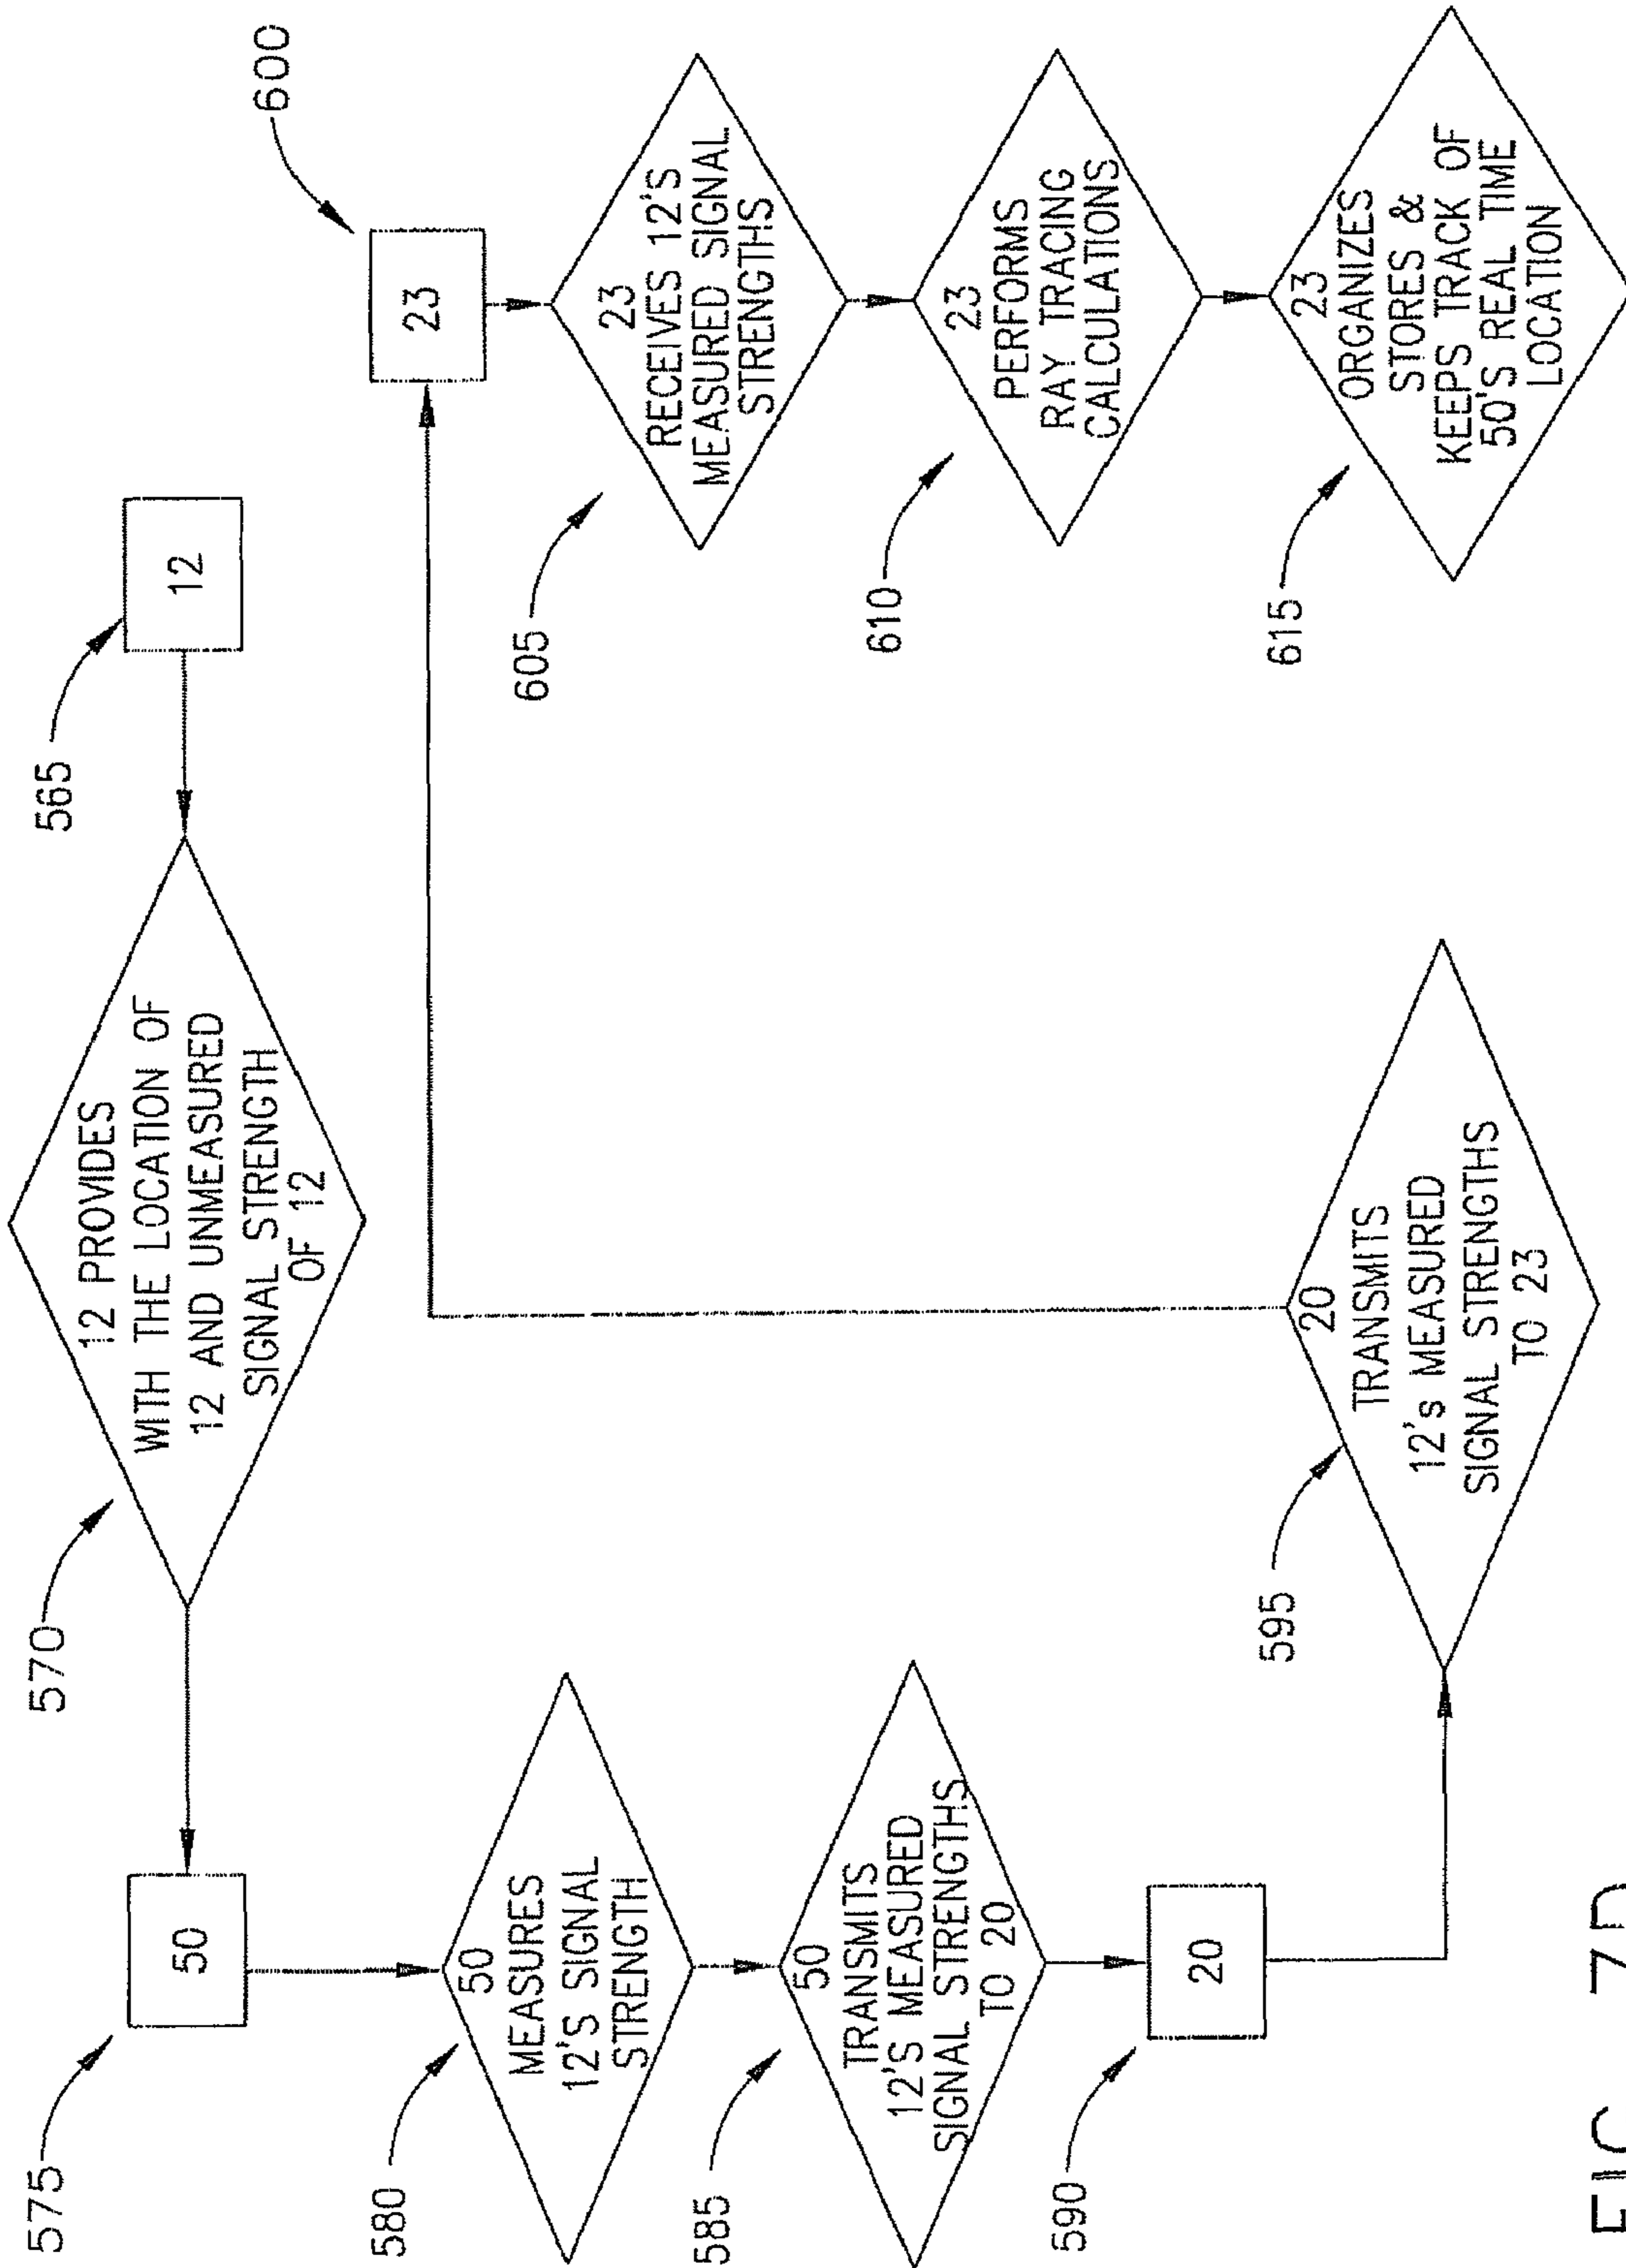 575
50
570
12 PROVIDES
WITH THE LOCATION OF
12 AND UNMEASURED
SIGNAL STRENGTH
OF 12
565
12
580
50
MEASURES
12'S SIGNAL
STRENGTH
585
50
TRANSMITS
12'S MEASURED
SIGNAL STRENGTHS
TO 20
590
20
595
20
TRANSMITS
12's MEASURED
SIGNAL STRENGTHS
TO 23
600
23
605
23
RECEIVES 12'S
MEASURED SIGNAL
STRENGTHS
610
23
PERFORMS
RAY TRACING
CALCULATIONS
615
23
ORGANIZES
STORES &
KEEPS TRACK OF
50'S REAL TIME
LOCATION
FIG.